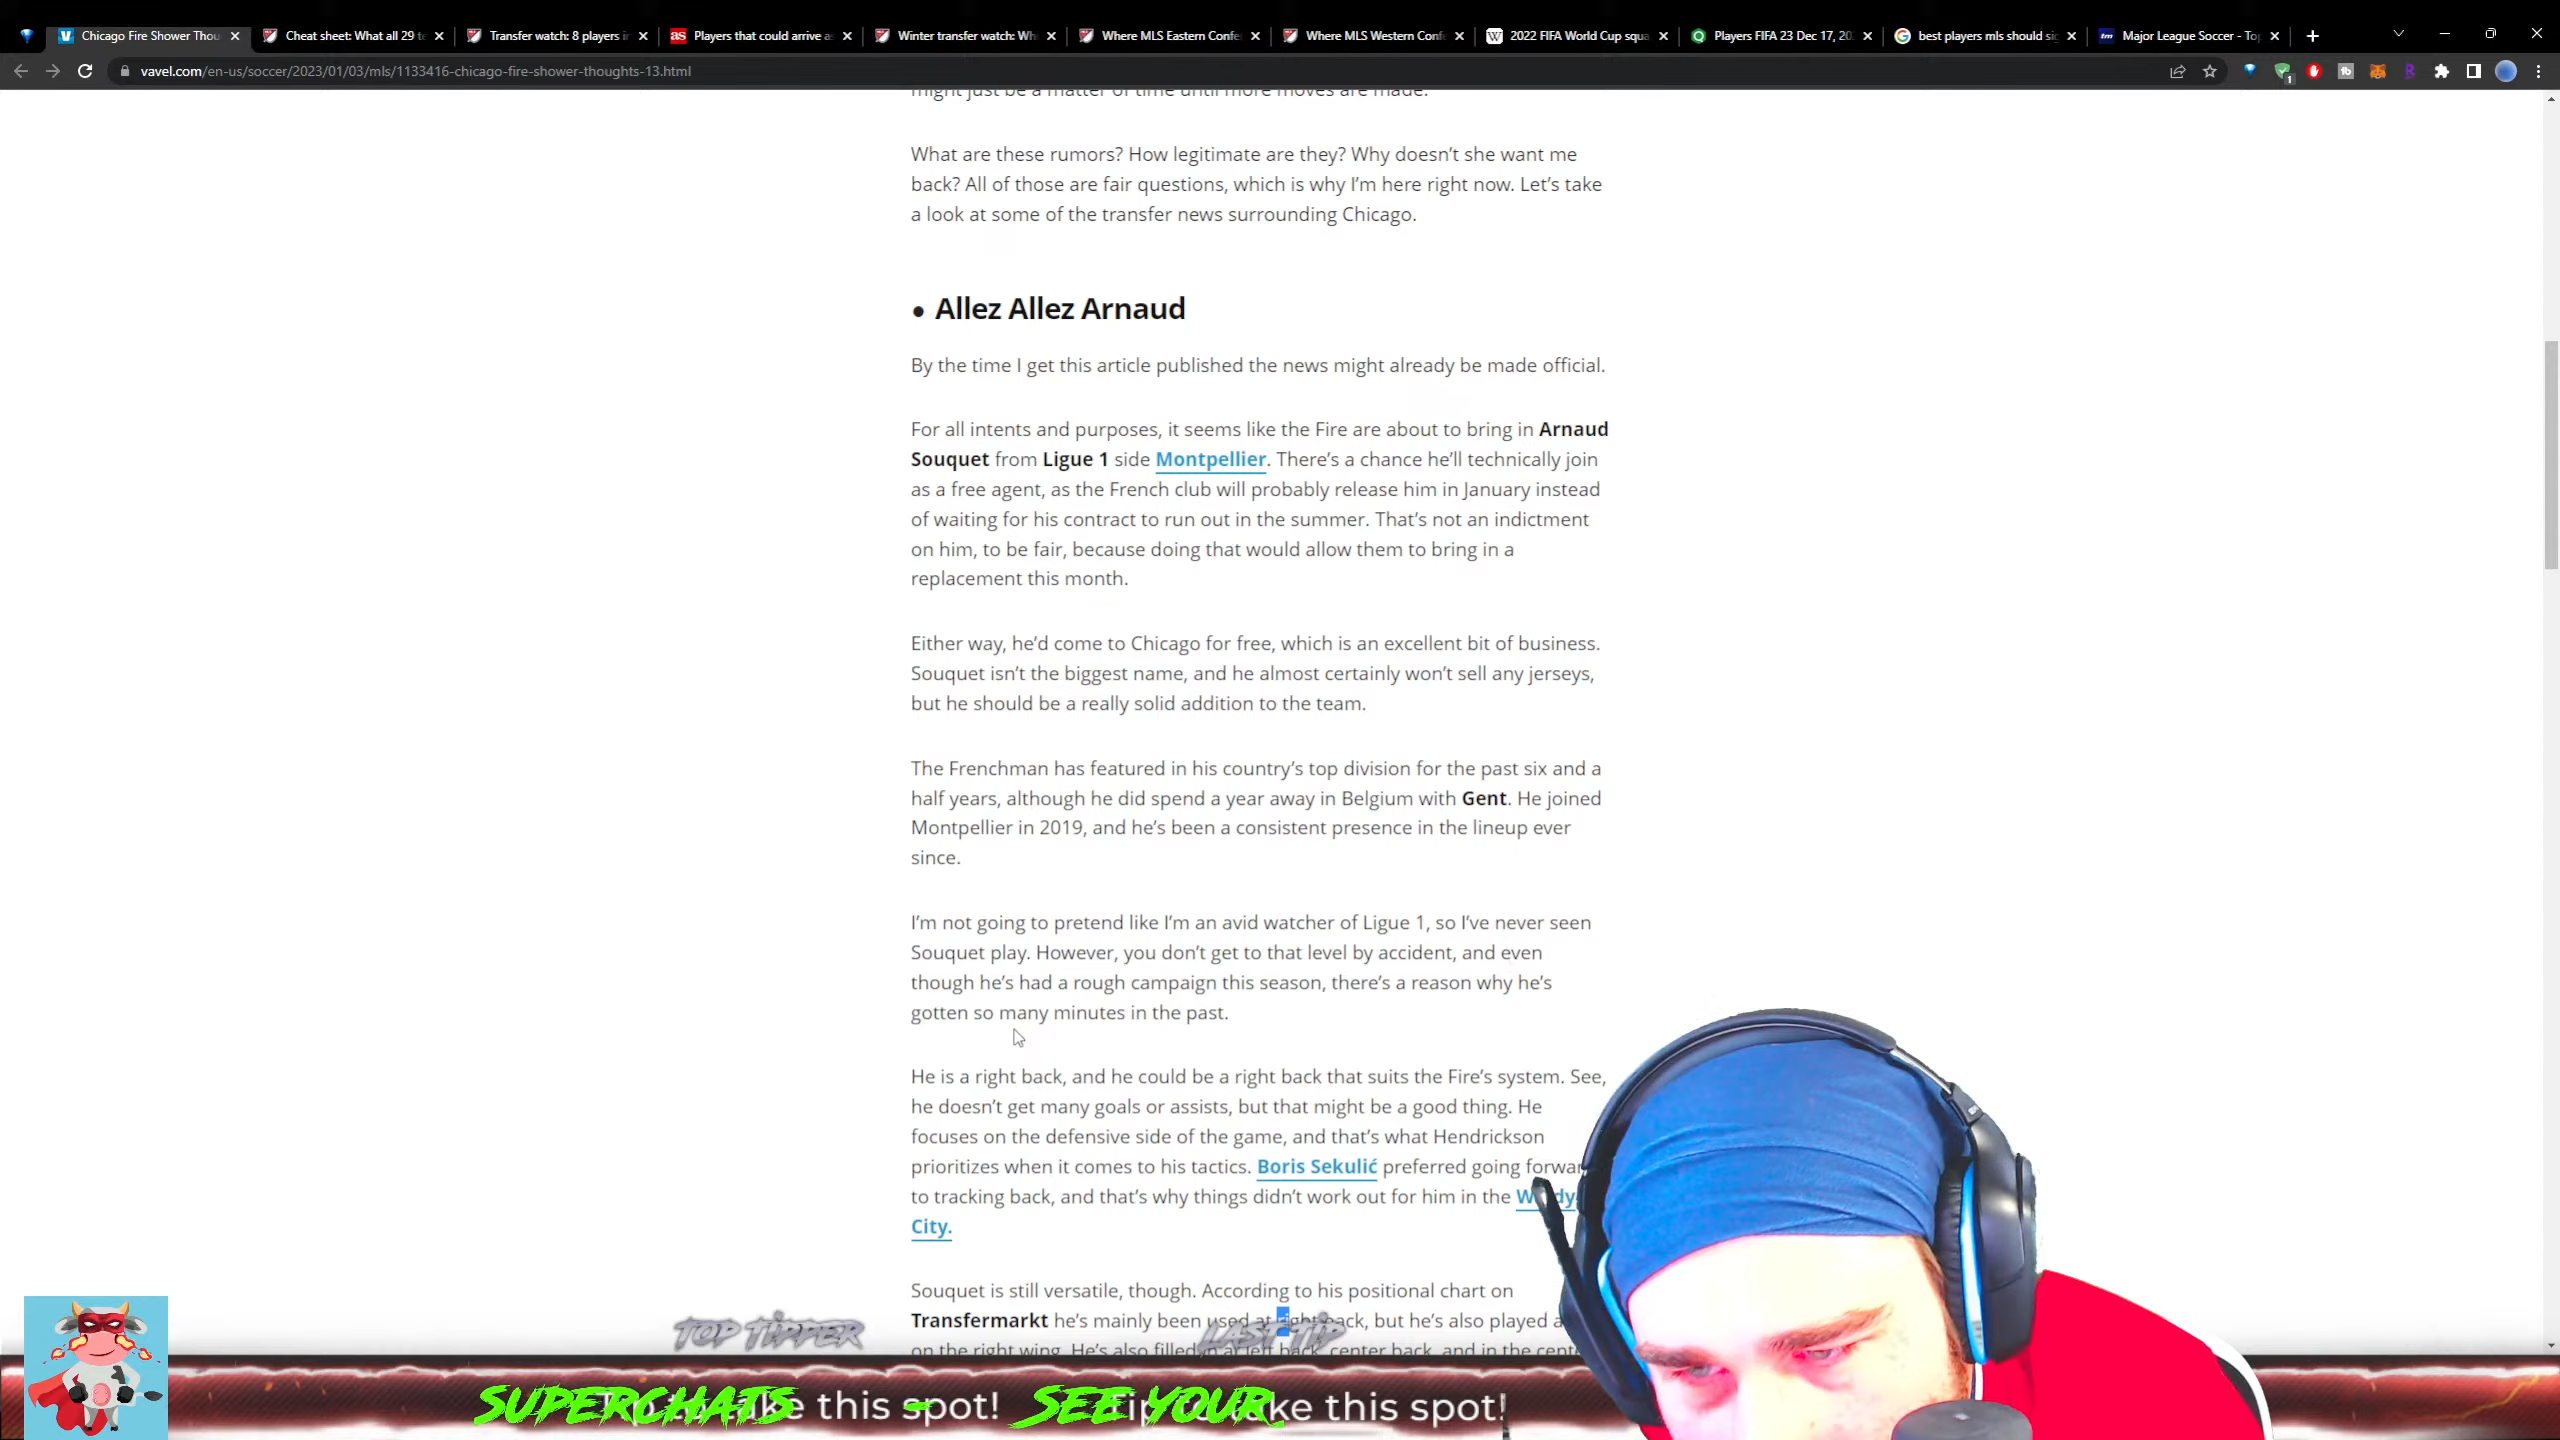 Chicago Fire Shower Thou
Cheat sheet: What all 29 te
Transfer watch: 8 players i
as
Players that could arrive a
Winter transfer watch: Wh
Where MLS Eastern Confe
Where MLS Western Conf
W
2022 FIFA World Cup squa
Players FIFA 23 Dec 17, 20
best players mls should si
tm
Major League Soccer - To
vavel.com/en-us/soccer/2023/01/03/mls/1133416-chicago-fire-shower-thoughts-13.html
might just be a matter of time until more moves are made.
What are these rumors? How legitimate are they? Why doesn't she want me
back? All of those are fair questions, which is why I'm here right now. Let's take
a look at some of the transfer news surrounding Chicago.
• Allez Allez Arnaud
By the time I get this article published the news might already be made official.
For all intents and purposes, it seems like the Fire are about to bring in Arnaud
Souquet from Ligue 1 side Montpellier. There's a chance he'll technically join
as a free agent, as the French club will probably release him in January instead
of waiting for his contract to run out in the summer. That's not an indictment
on him, to be fair, because doing that would allow them to bring in a
replacement this month.
Either way, he'd come to Chicago for free, which is an excellent bit of business.
Souquet isn't the biggest name, and he almost certainly won't sell any jerseys,
but he should be a really solid addition to the team.
The Frenchman has featured in his country's top division for the past six and a
half years, although he did spend a year away in Belgium with Gent. He joined
Montpellier in 2019, and he's been a consistent presence in the lineup ever
since.
I'm not going to pretend like I'm an avid watcher of Ligue 1, so I've never seen
Souquet play. However, you don't get to that level by accident, and even
though he's had a rough campaign this season, there's a reason why he's
gotten so many minutes in the past.
He is a right back, and he could be a right back that suits the Fire's system. See,
he doesn't get many goals or assists, but that might be a good thing. He
focuses on the defensive side of the game, and that's what Hendrickson
prioritizes when it comes to his tactics. Boris Sekulić preferred going forwar
to tracking back, and that's why things didn't work out for him in the
City.
Souquet is still versatile, though. According to his positional chart on
Transfermarkt he's mainly been used at right back, but he's also played a
on the right wing. He's also filled in at left back, center back, and in the cent
TOP TIPPER
LAST TIP
this spot!
this spot!
SUPERCHATS - SEE YOUR